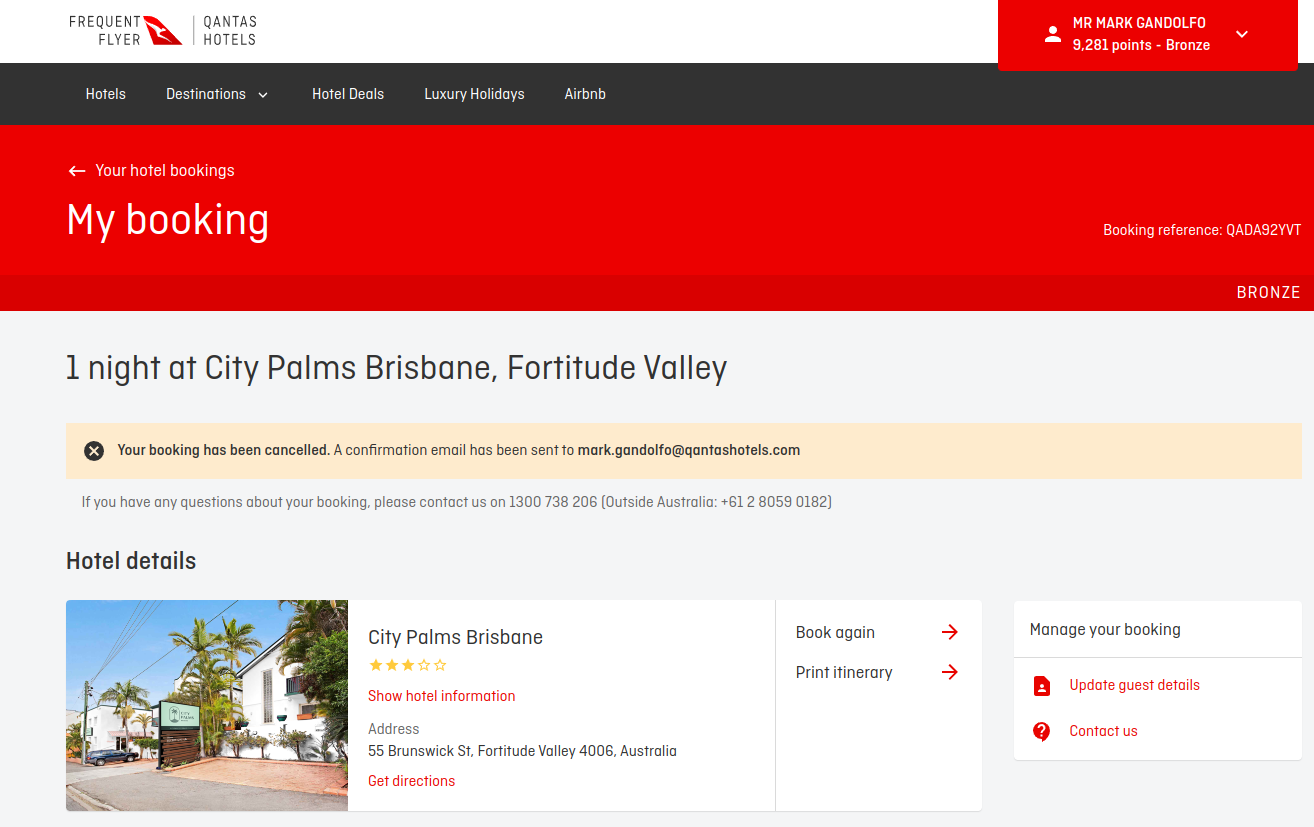 FREQUENT FLYER
QANTAS HOTELS
MR MARK GANDOLFO
9,281 points - Bronze
Hotels
Destinations
Hotel Deals
Luxury Holidays
Airbnb
Your hotel bookings
My booking
Booking reference: QADA92YVT
BRONZE
1 night at City Palms Brisbane, Fortitude Valley
Your booking has been cancelled. A confirmation email has been sent to mark.gandolfo@qantashotels.com
If you have any questions about your booking, please contact us on 1300 738 206 (Outside Australia: +61 2 8059 0182)
Hotel details
CITY
PALMS
City Palms Brisbane
Show hotel information
Address
55 Brunswick St, Fortitude Valley 4006, Australia
Get directions
Book again
Print itinerary
Manage your booking
Update guest details
Contact us